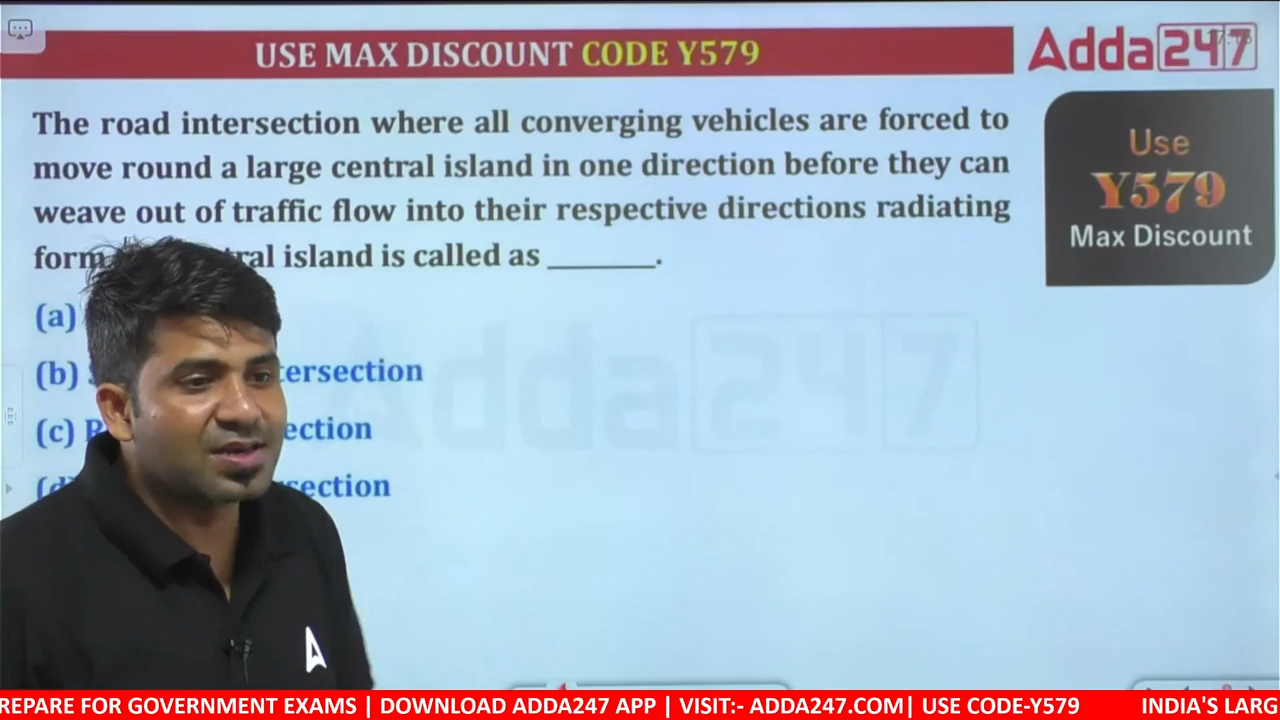 USE MAX DISCOUNT CODE Y579
Adda247
The road intersection where all converging vehicles are forced to
move round a large central island in one direction before they can
weave out of traffic flow into their respective directions radiating
form island is called as _______.
Use
Y579
Max Discount
(a)
(b) tersection
(c) R ection
section
Adda247
REPARE FOR GOVERNMENT EXAMS | DOWNLOAD ADDA247 APP | VISIT:- ADDA247.COM| USE CODE-Y579 INDIA'S LARG